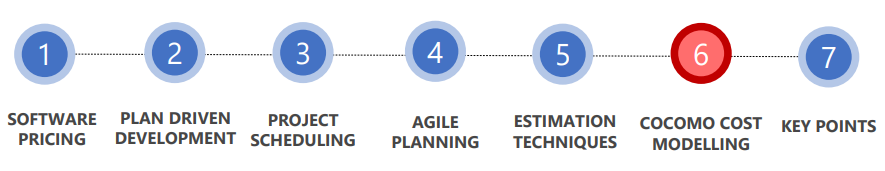 1
2
3
4
5
6
7
SOFTWARE
PRICING
PLAN DRIVEN
DEVELOPMENT
PROJECT
SCHEDULING
AGILE
PLANNING
ESTIMATION
TECHNIQUES
COCOMO COST
MODELLING
KEY POINTS